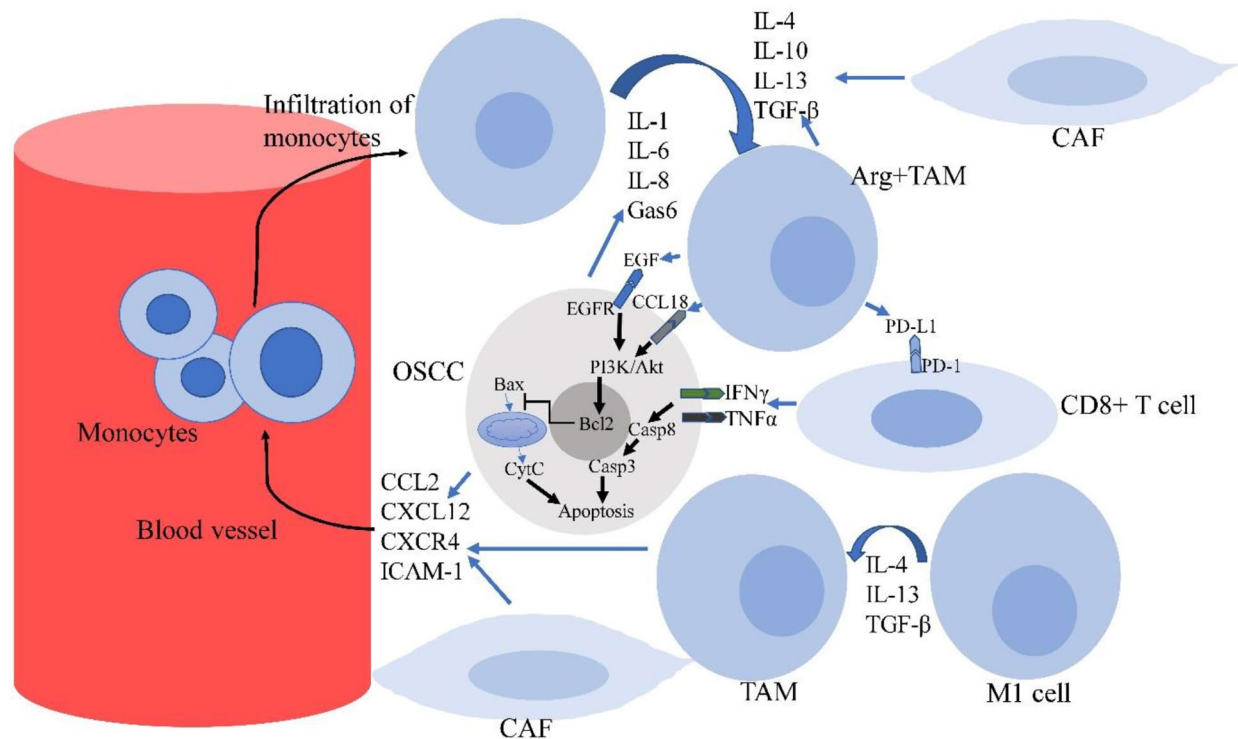 IL-4
IL-10
IL-13
TGF-β
CAF
Infiltration of
monocytes
IL-1
IL-6
IL-8
Gas6
Arg+TAM
EGF
EGFR
CCL18
PD-L1
PD-1
PI3K/Akt
OSCC
Bax
Bcl2
IFNγ
TNFα
CD8+ T cell
Casp8
Monocytes
CytC
Casp3
Apoptosis
CCL2
CXCL12
CXCR4
ICAM-1
Blood vessel
IL-4
IL-13
TGF-β
TAM
M1 cell
CAF